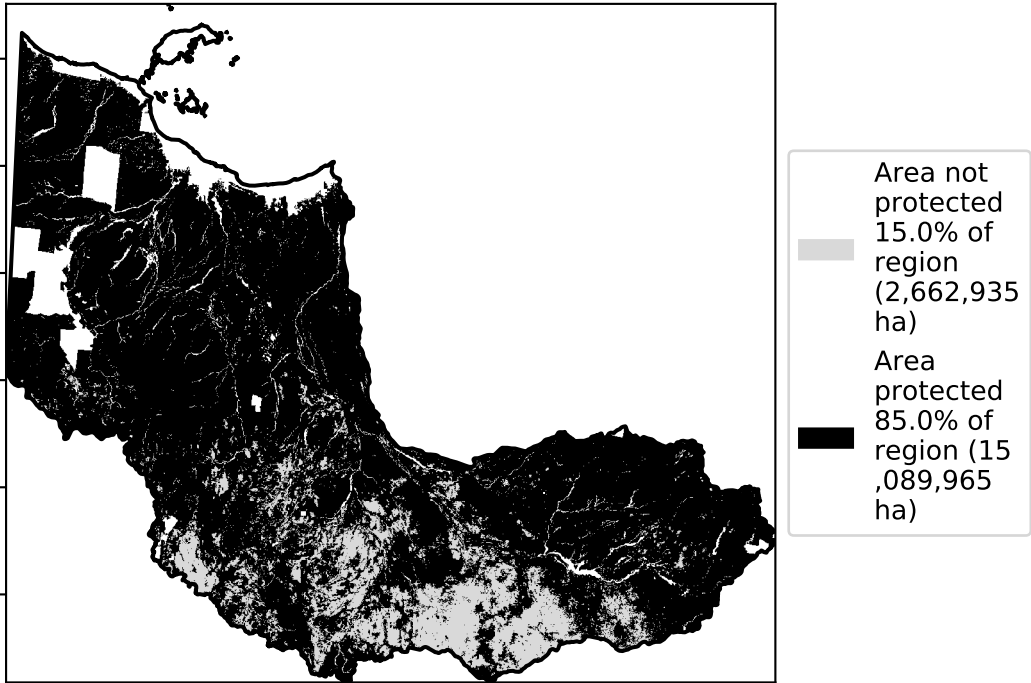 Area not
protected
15.0% of
region
(2,662,935
ha)
Area
protected
85.0% of
region (15
,089,965
ha)